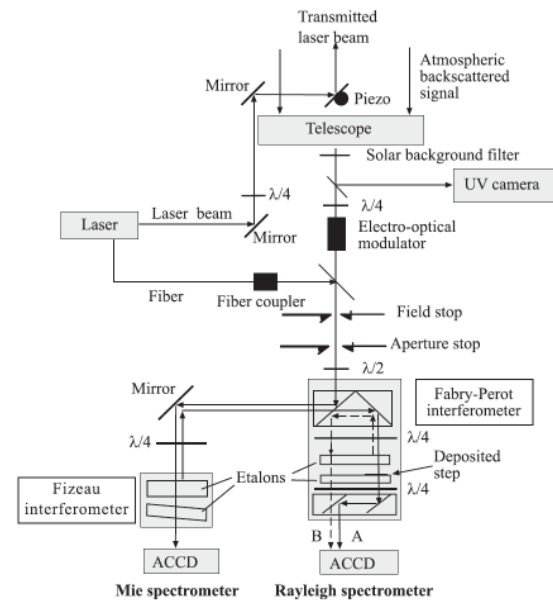 Transmitted
laser beam
Atmospheric
backscattered
signal
Mirror
Piezo
Telescope
Solar background filter
UV camera
λ/4
λ/4
Laser
Laser beam
Mirror
Electro-optical
modulator
Fiber
Fiber coupler
Field stop
Aperture stop
λ/2
Mirror
Fabry-Perot
interferometer
λ/4
λ/4
Deposited
step
Etalons
λ/4
Fizeau
interferometer
B
A
ACCD
ACCD
Mie spectrometer
Rayleigh spectrometer